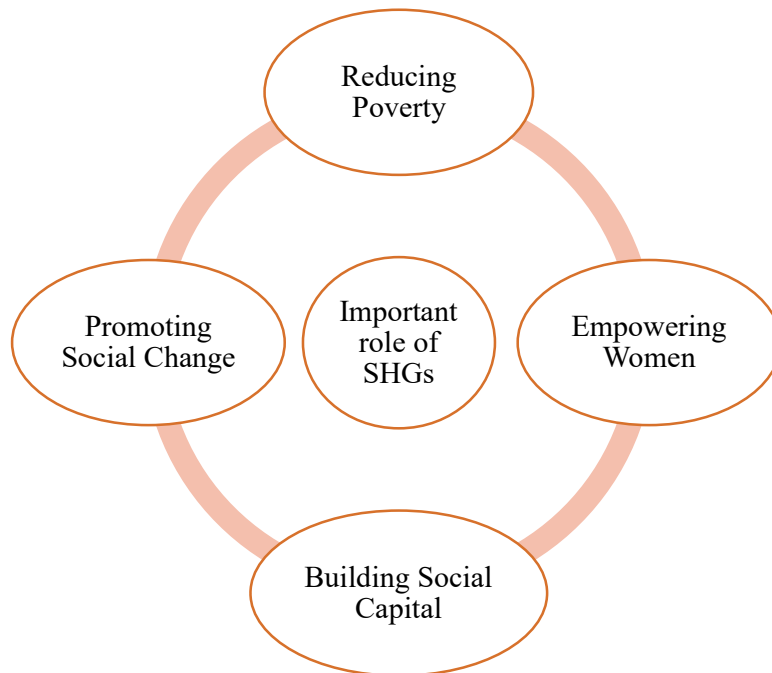 Reducing
Poverty
Promoting
Social Change
Important
role of
SHGs
Empowering
Women
Building Social
Capital